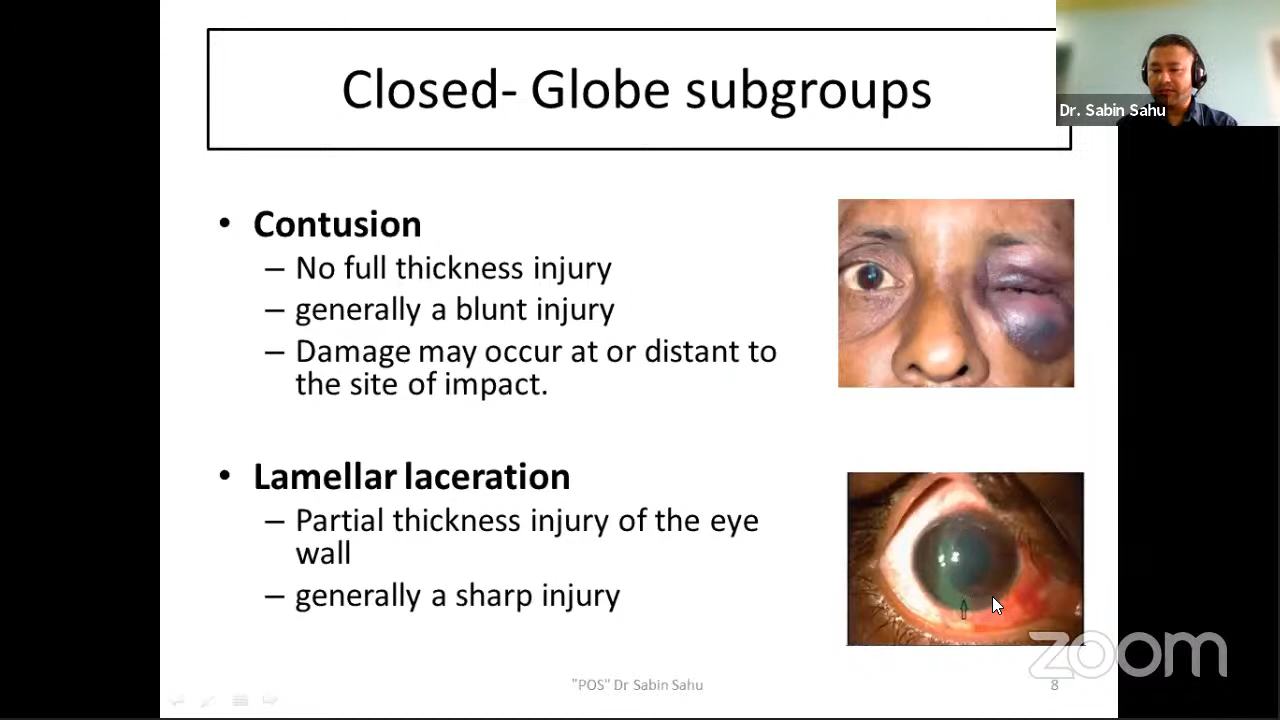 Closed- Globe subgroups
Dr. Sabin Sahu
• Contusion
– No full thickness injury
– generally a blunt injury
– Damage may occur at or distant to
the site of impact.
• Lamellar laceration
– Partial thickness injury of the eye
wall
– generally a sharp injury
zoom
"POS" Dr Sabin Sahu
8